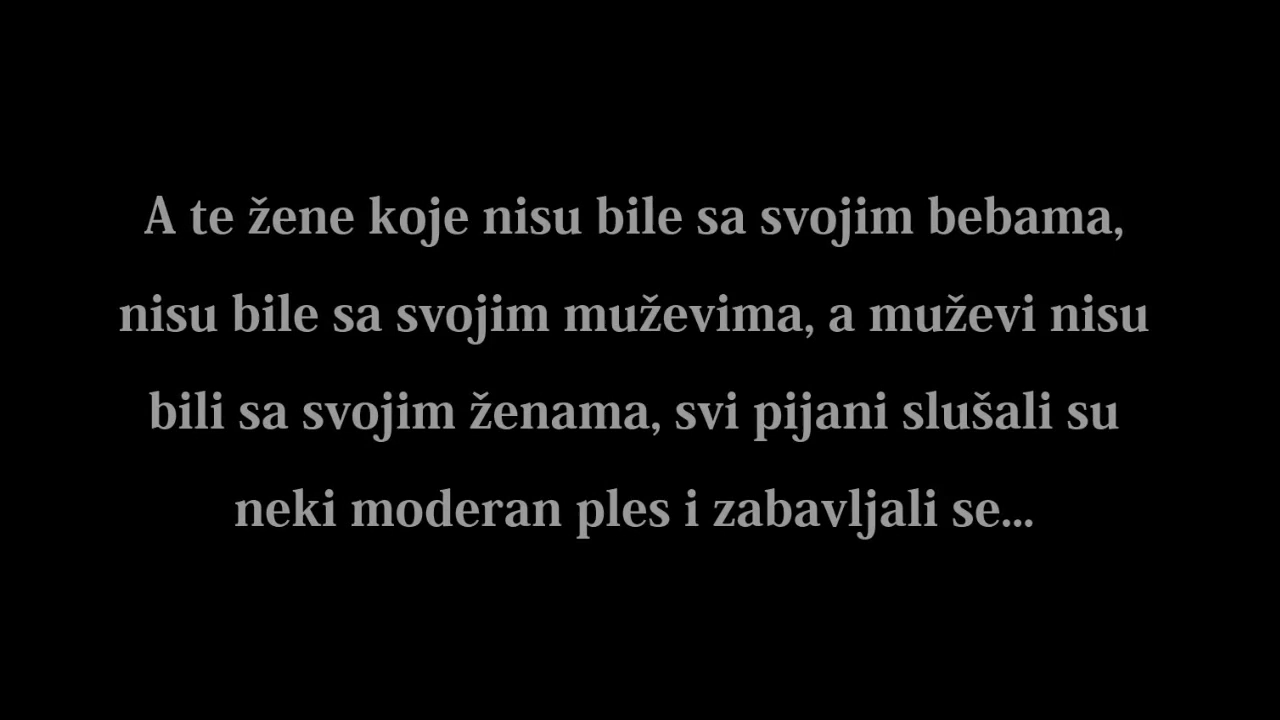 A te žene koje nisu bile sa svojim bebama,
nisu bile sa svojim muževima, a muževi nisu
bili sa svojim ženama, svi pijani slušali su
neki moderan ples i zabavljali se...